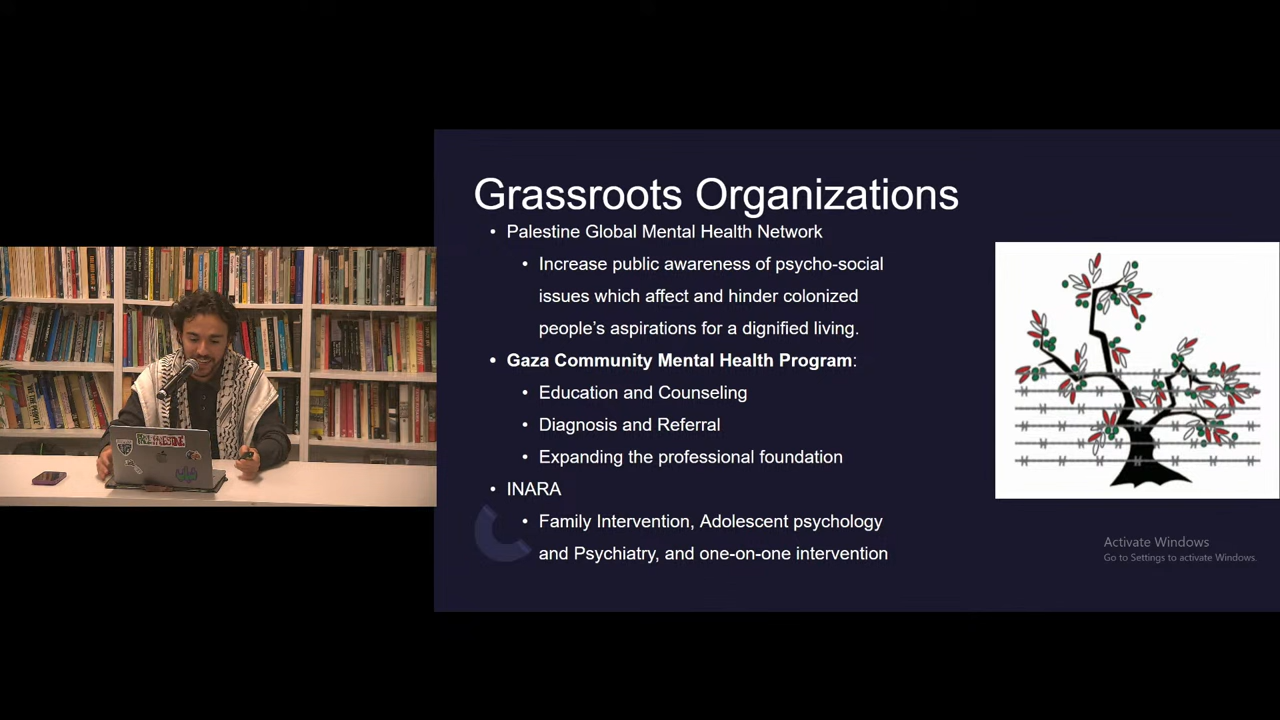 Grassroots Organizations
• Palestine Global Mental Health Network
• Increase public awareness of psycho-social
issues which affect and hinder colonized
people’s aspirations for a dignified living.
• Gaza Community Mental Health Program:
• Education and Counseling
• Diagnosis and Referral
• Expanding the professional foundation
• INARA
• Family Intervention, Adolescent psychology
and Psychiatry, and one-on-one intervention
Activate Windows
Go to Settings to activate Windows.
FREE PALESTINE